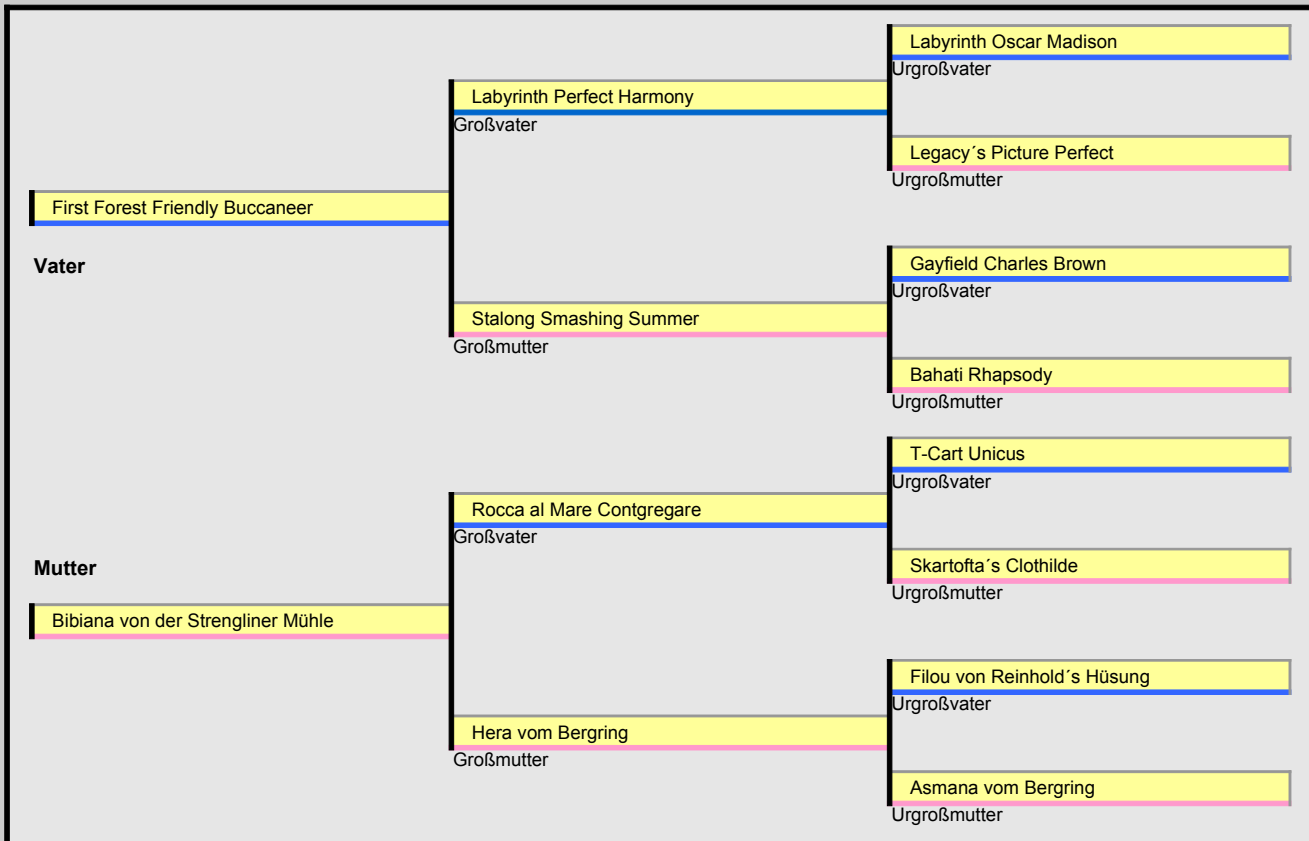 Labyrinth Oscar Madison
Urgroßvater
Labyrinth Perfect Harmony
Großvater
Legacy´s Picture Perfect
Urgroßmutter
First Forest Friendly Buccaneer
Vater
Gayfield Charles Brown
Urgroßvater
Stalong Smashing Summer
Großmutter
Bahati Rhapsody
Urgroßmutter
T-Cart Unicus
Urgroßvater
Rocca al Mare Contgregare
Großvater
Mutter
Skartofta´s Clothilde
Urgroßmutter
Bibiana von der Strengliner Mühle
Filou von Reinhold´s Hüsung
Urgroßvater
Hera vom Bergring
Großmutter
Asmana vom Bergring
Urgroßmutter